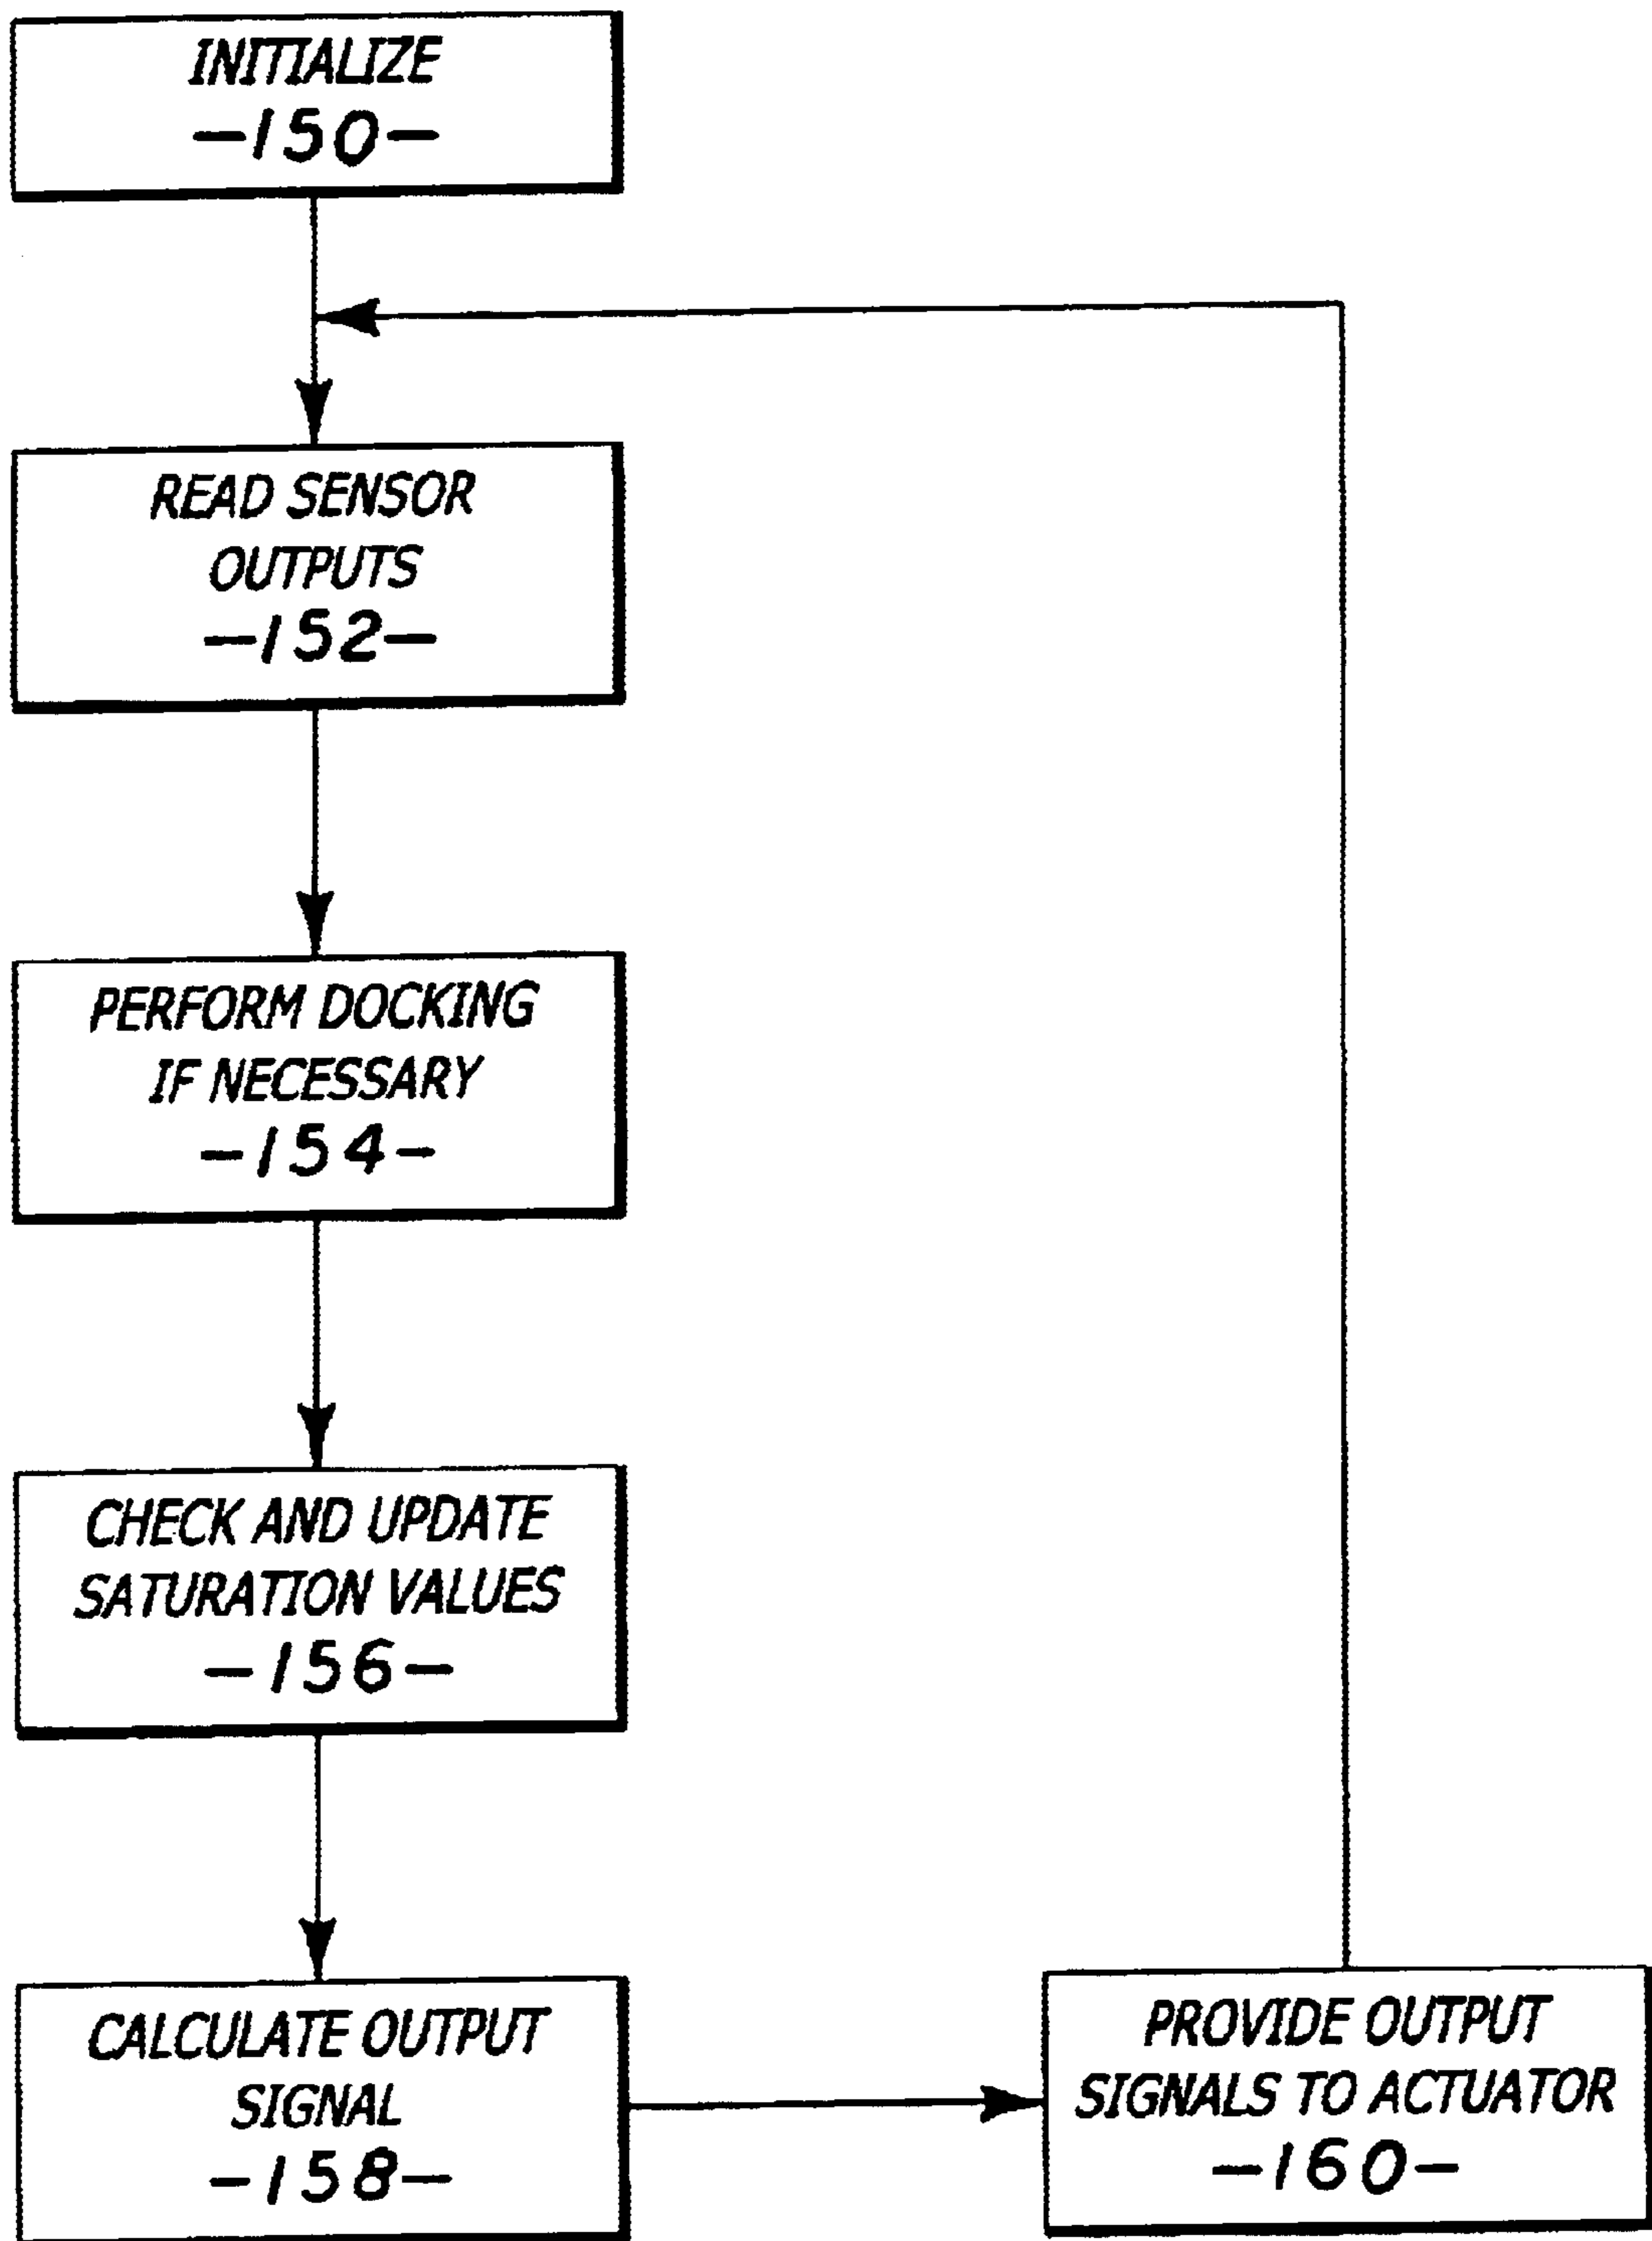 INITIALIZE
—150—
READ SENSOR
OUTPUTS
—152—
PERFORM DOCKING
IF NECESSARY
—154—
CHECK AND UPDATE
SATURATION VALUES
—156—
CALCULATE OUTPUT
SIGNAL
—158—
PROVIDE OUTPUT
SIGNALS TO ACTUATOR
—160—